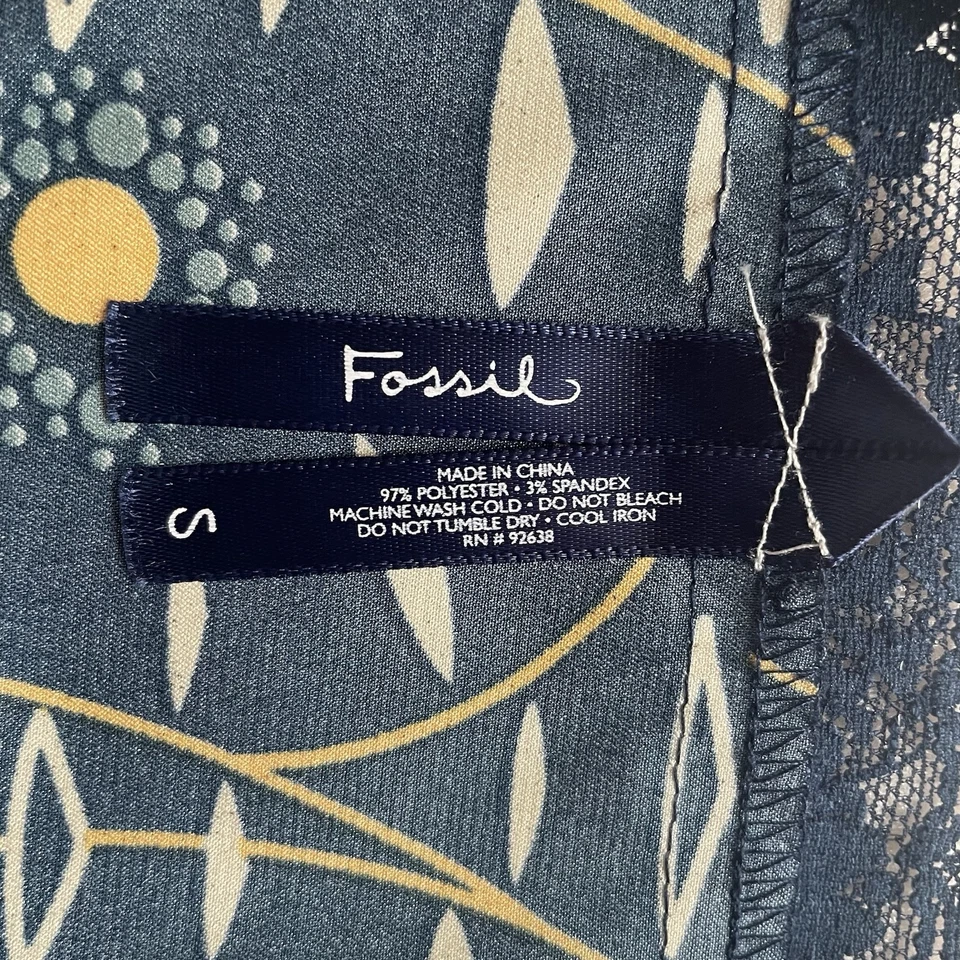 Fossil
MADE IN CHINA
97% POLYESTER • 3% SPANDEX
MACHINE WASH COLD • DO NOT BLEACH
DO NOT TUMBLE DRY • COOL IRON
RN # 92638
S